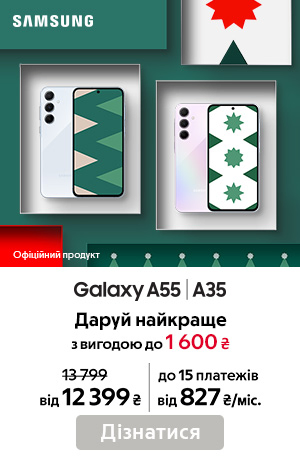 SAMSUNG
Офіційний продукт
Galaxy A55 | A35
Даруй найкраще
з вигодою до 1 600 ₴
13 799
від 12 399 ₴
до 15 платежів
від 827 ₴/міс.
Дізнатися